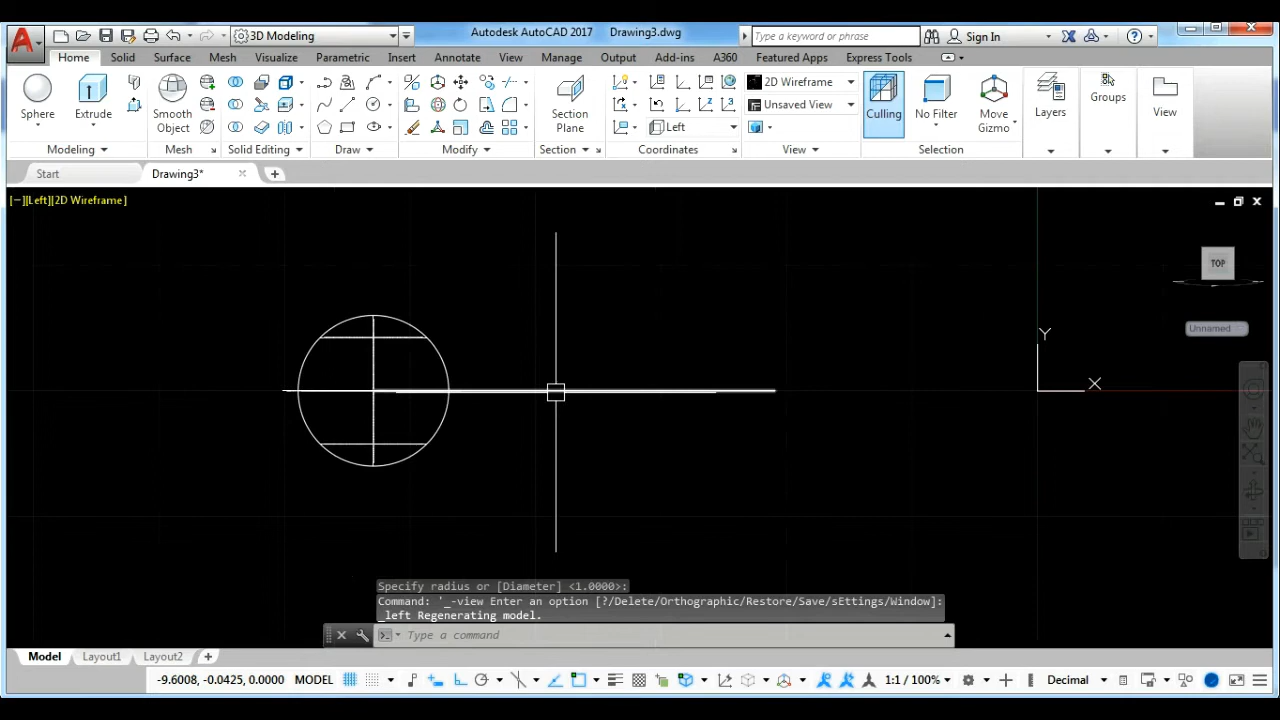 Autodesk AutoCAD 2017 Drawing3.dwg
3D Modeling
Type a keyword or phrase
Sign In
Home Solid Surface Mesh Visualize Parametric Insert Annotate View Manage Output Add-ins A360 Featured Apps Express Tools
2D Wireframe
Unsaved View
Left
Sphere Extrude Smooth Object Section Plane Culling No Filter Move Gizmo Layers Groups View
Modeling Mesh Solid Editing Draw Modify Section Coordinates View Selection
Start Drawing3*
[−][Left][2D Wireframe]
TOP
Unnamed
Y
X
Specify radius or [Diameter] <1.0000>:
Command: '_-view Enter an option [?/Delete/Orthographic/Restore/Save/sEttings/Window]:
_left Regenerating model.
Type a command
Model Layout1 Layout2 +
-9.6008, -0.0425, 0.0000 MODEL 1:1 / 100% Decimal